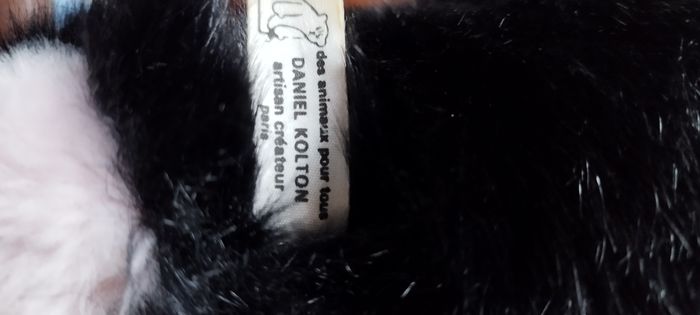 des animaux pour tous
DANIEL KOLTON
artisan créateur
paris